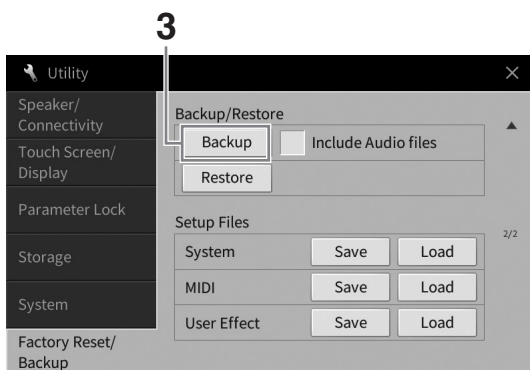 3
Utility
Speaker/
Connectivity
Touch Screen/
Display
Parameter Lock
Storage
System
Factory Reset/
Backup
Backup/Restore
Backup Include Audio files
Restore
Setup Files
System Save Load
MIDI Save Load
User Effect Save Load
2/2